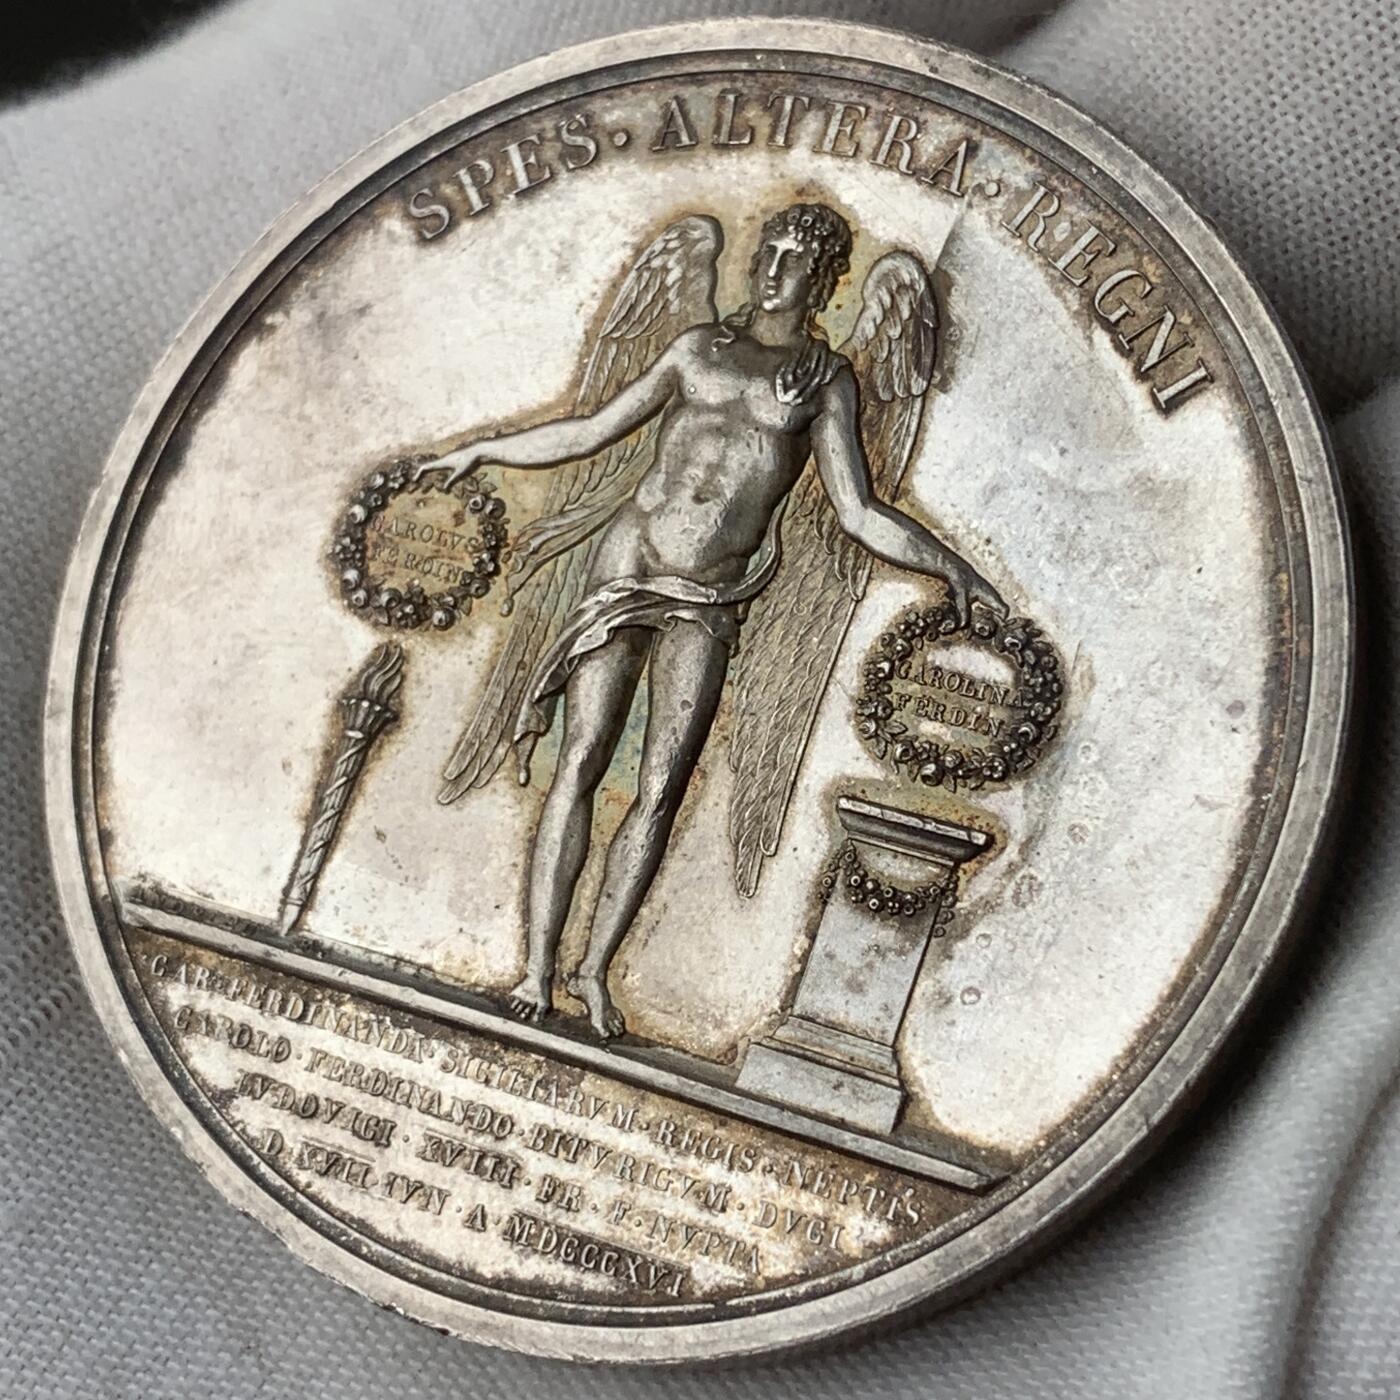 SPES · ALTERA · REGNI
CAROLVS
FERDIN
CAROLINA
FERDIN
CAR · FERDINANDI · SICILIARVM · REGIS · NEPTIS
CAROLO · FERDINANDO · BITVRIGVM · DVCI
LVDOVICI · XVIII · FR · F · NVPTA
D XVII IVN · A · MDCCCXVI